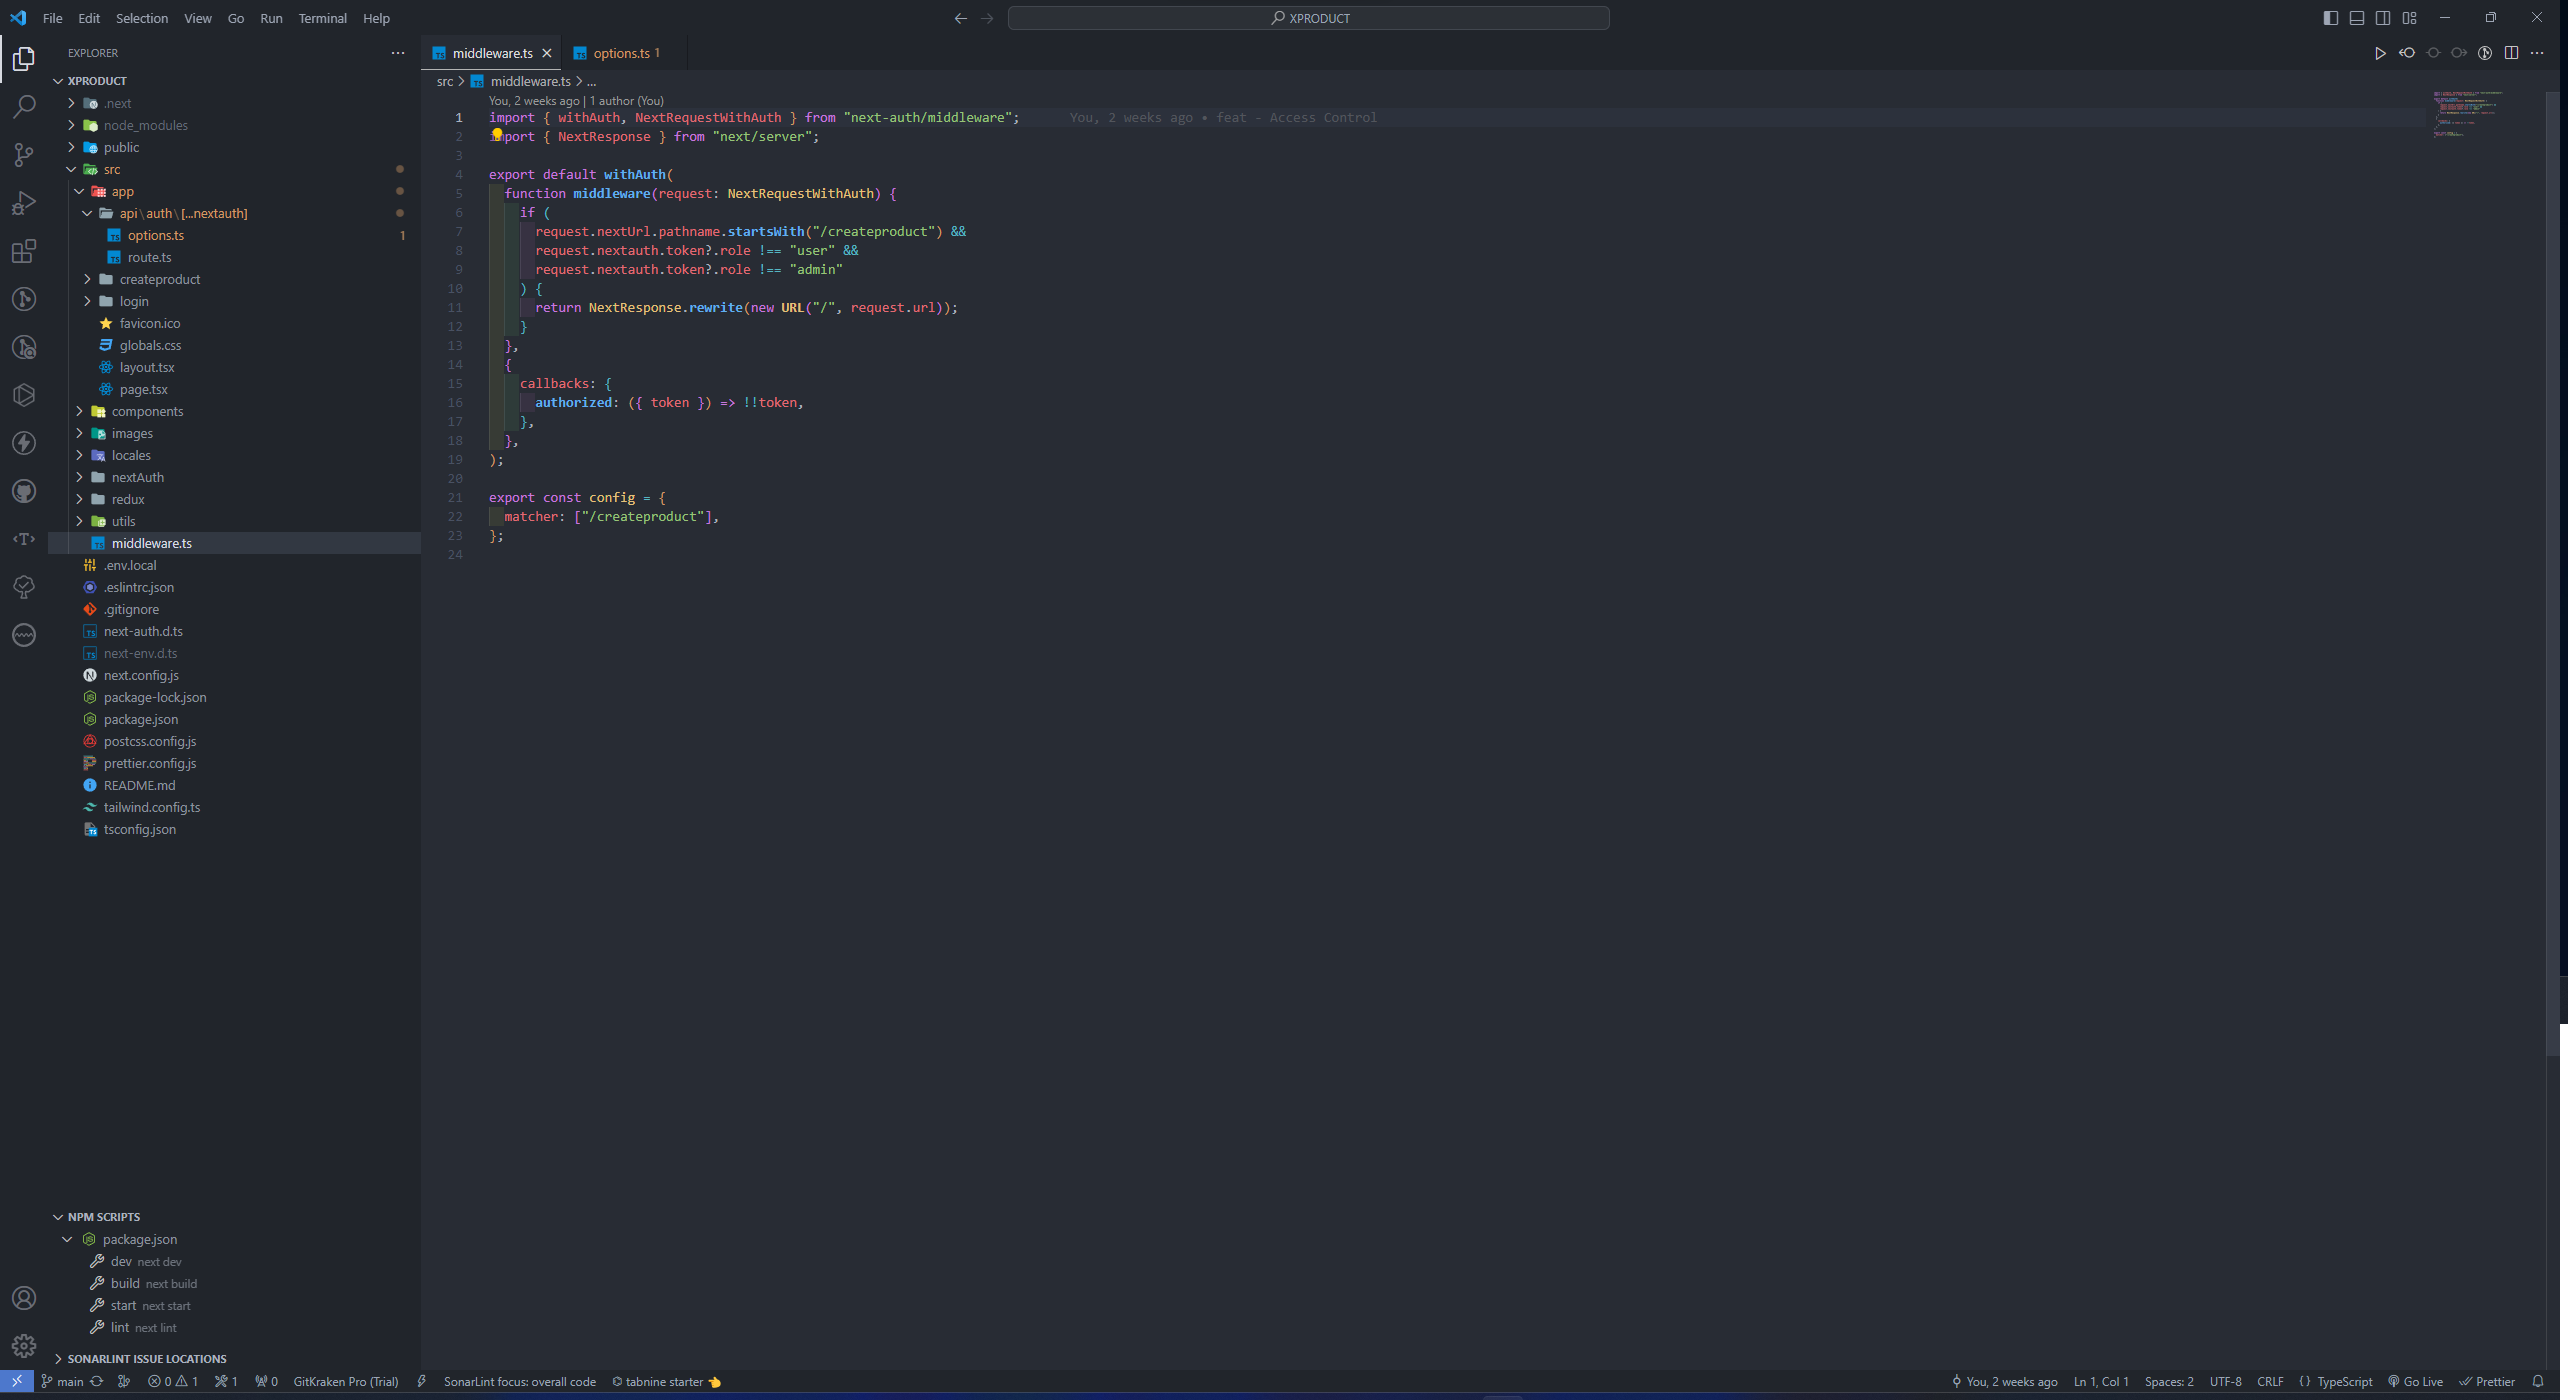 File Edit Selection View Go Run Terminal Help
XPRODUCT
EXPLORER
XPRODUCT
.next
node_modules
public
src
app
api\auth\[...nextauth]
options.ts 1
route.ts
createproduct
login
favicon.ico
globals.css
layout.tsx
page.tsx
components
images
locales
nextAuth
redux
utils
middleware.ts
.env.local
.eslintrc.json
.gitignore
next-auth.d.ts
next-env.d.ts
next.config.js
package-lock.json
package.json
postcss.config.js
prettier.config.js
README.md
tailwind.config.ts
tsconfig.json
NPM SCRIPTS
package.json
dev next dev
build next build
start next start
lint next lint
SONARLINT ISSUE LOCATIONS
middleware.ts options.ts 1
src > middleware.ts > ...
You, 2 weeks ago | 1 author (You)
1 import { withAuth, NextRequestWithAuth } from "next-auth/middleware"; You, 2 weeks ago • feat - Access Control
2 import { NextResponse } from "next/server";
3
4 export default withAuth(
5 function middleware(request: NextRequestWithAuth) {
6 if (
7 request.nextUrl.pathname.startsWith("/createproduct") &&
8 request.nextauth.token?.role !== "user" &&
9 request.nextauth.token?.role !== "admin"
10 ) {
11 return NextResponse.rewrite(new URL("/", request.url));
12 }
13 },
14 {
15 callbacks: {
16 authorized: ({ token }) => !!token,
17 },
18 },
19 );
20
21 export const config = {
22 matcher: ["/createproduct"],
23 };
24
main 0 1 1 0 GitKraken Pro (Trial) SonarLint focus: overall code tabnine starter You, 2 weeks ago Ln 1, Col 1 Spaces: 2 UTF-8 CRLF {} TypeScript Go Live Prettier